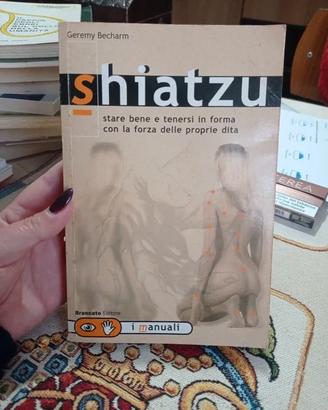 Geremy Becharm
shiatzu
stare bene e tenersi in forma
con la forza delle proprie dita
Brancato Editore
i manuali